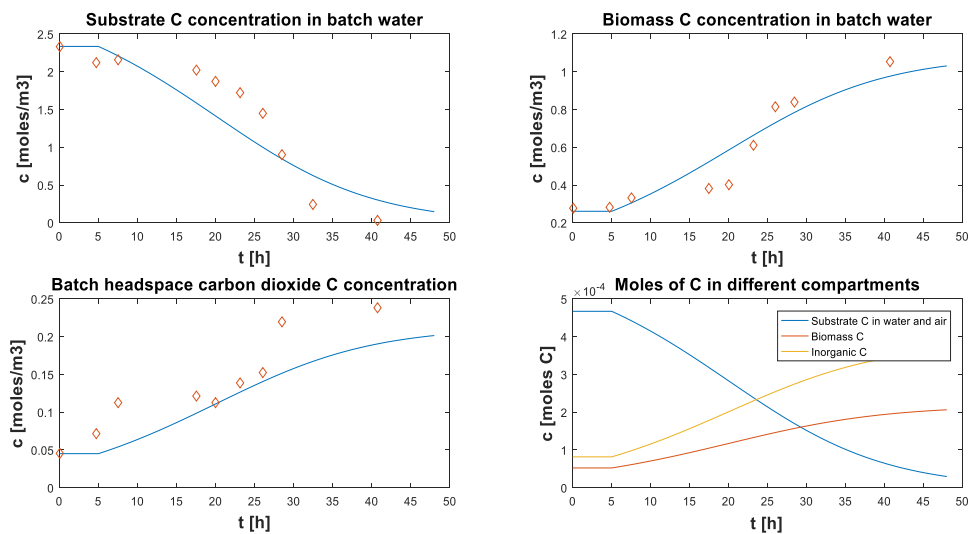 Substrate C concentration in batch water
c [moles/m3]
2.5
2
1.5
1
0.5
0
0 5 10 15 20 25 30 35 40 45 50
t [h]
Biomass C concentration in batch water
c [moles/m3]
1.2
1
0.8
0.6
0.4
0.2
0 5 10 15 20 25 30 35 40 45 50
t [h]
Batch headspace carbon dioxide C concentration
c [moles/m3]
0.25
0.2
0.15
0.1
0.05
0
0 5 10 15 20 25 30 35 40 45 50
t [h]
Moles of C in different compartments
× 10-4
c [moles C]
5
4
3
2
1
0
Substrate C in water and air
Biomass C
Inorganic C
0 5 10 15 20 25 30 35 40 45 50
t [h]